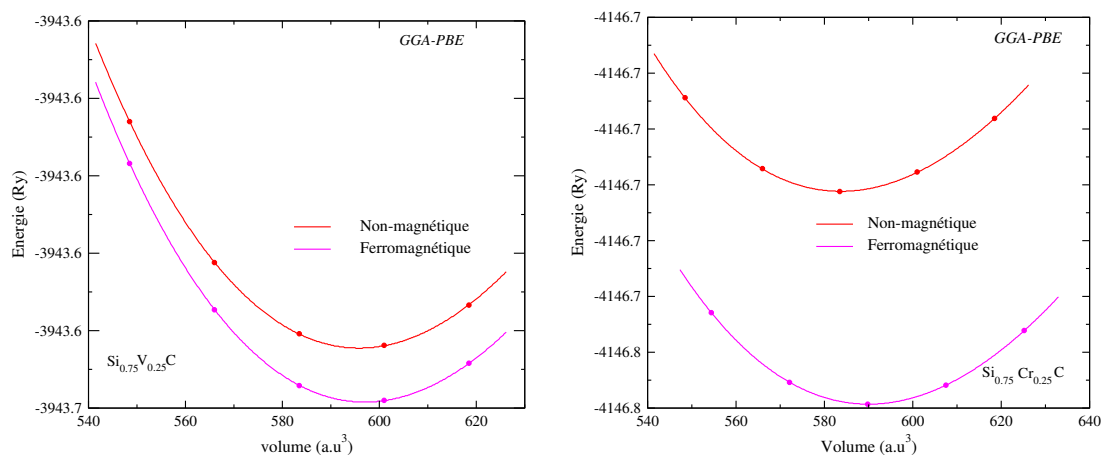 GGA-PBE
-3943.6
-3943.6
-3943.6
-3943.6
-3943.6
-3943.7
Energie (Ry)
Non-magnétique
Ferromagnétique
Si0.75V0.25C
540
560
580
600
620
volume (a.u3)
GGA-PBE
-4146.7
-4146.7
-4146.7
-4146.7
-4146.7
-4146.7
-4146.8
-4146.8
Energie (Ry)
Non-magnétique
Ferromagnétique
Si0.75 Cr0.25C
540
560
580
600
620
640
Volume (a.u3)